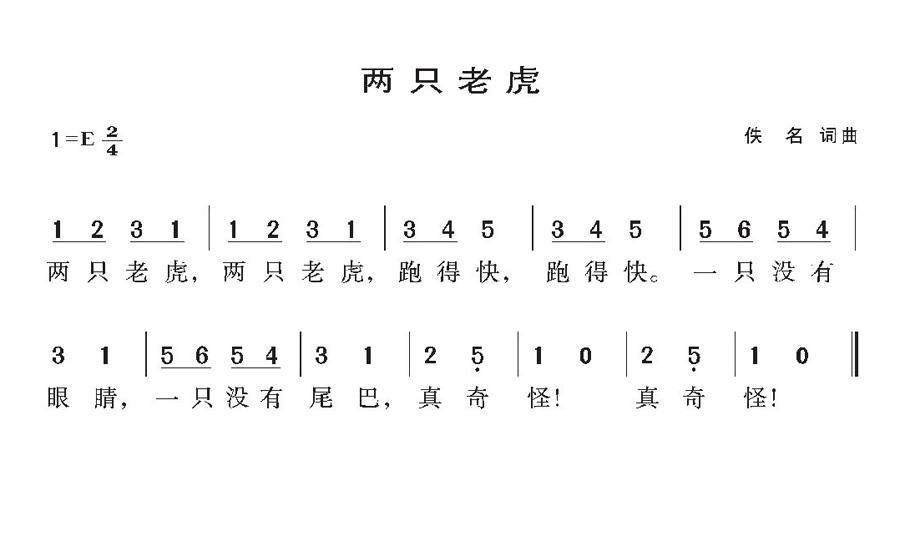 两只老虎
1=E 2/4
佚 名 词曲
1 2 3 1 | 1 2 3 1 | 3 4 5 | 3 4 5 | 5 6 5 4 |
两只老虎，两只老虎，跑得快，跑得快。一只没有
3 1 | 5 6 5 4 | 3 1 | 2 5̣ | 1 0 | 2 5̣ | 1 0 ‖
眼睛，一只没有尾巴，真奇怪！真奇怪！